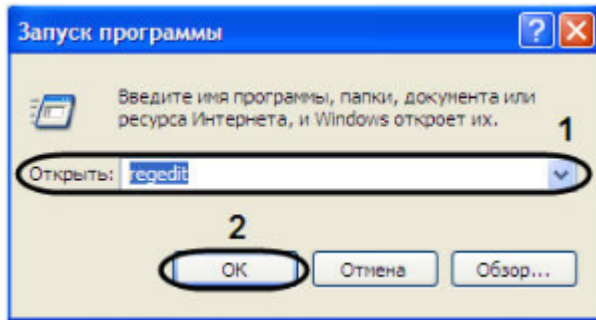 Запуск программы
Введите имя программы, папки, документа или
ресурса Интернета, и Windows откроет их.
1
Открыть: regedit
2
ОК Отмена Обзор...